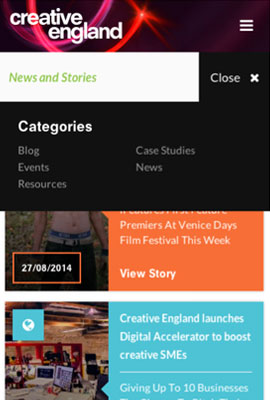 creative
england
News and Stories
Close ×
Categories
Blog
Case Studies
Events
News
Resources
Premiers At Venice Days
Film Festival This Week
27/08/2014
View Story
Creative England launches
Digital Accelerator to boost
creative SMEs
Giving Up To 10 Businesses